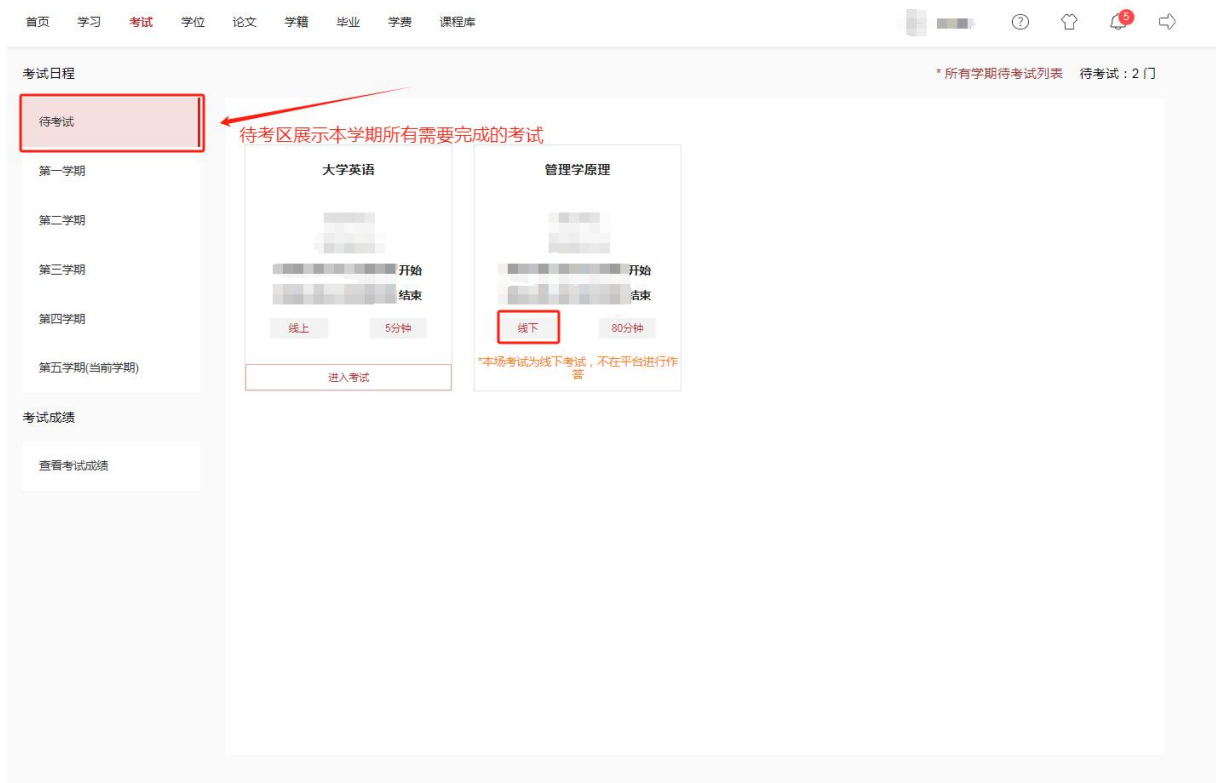 首页 学习 考试 学位 论文 学籍 毕业 学费 课程库 5
考试日程 *所有学期待考试列表 待考试：2 门
待考试
待考区展示本学期所有需要完成的考试
大学英语 管理学原理
第一学期
第二学期
第三学期
第四学期
第五学期(当前学期)
开始 开始
结束 结束
线上 5分钟 线下 80分钟
进入考试
*本场考试为线下考试，不在平台进行作
答
考试成绩
查看考试成绩